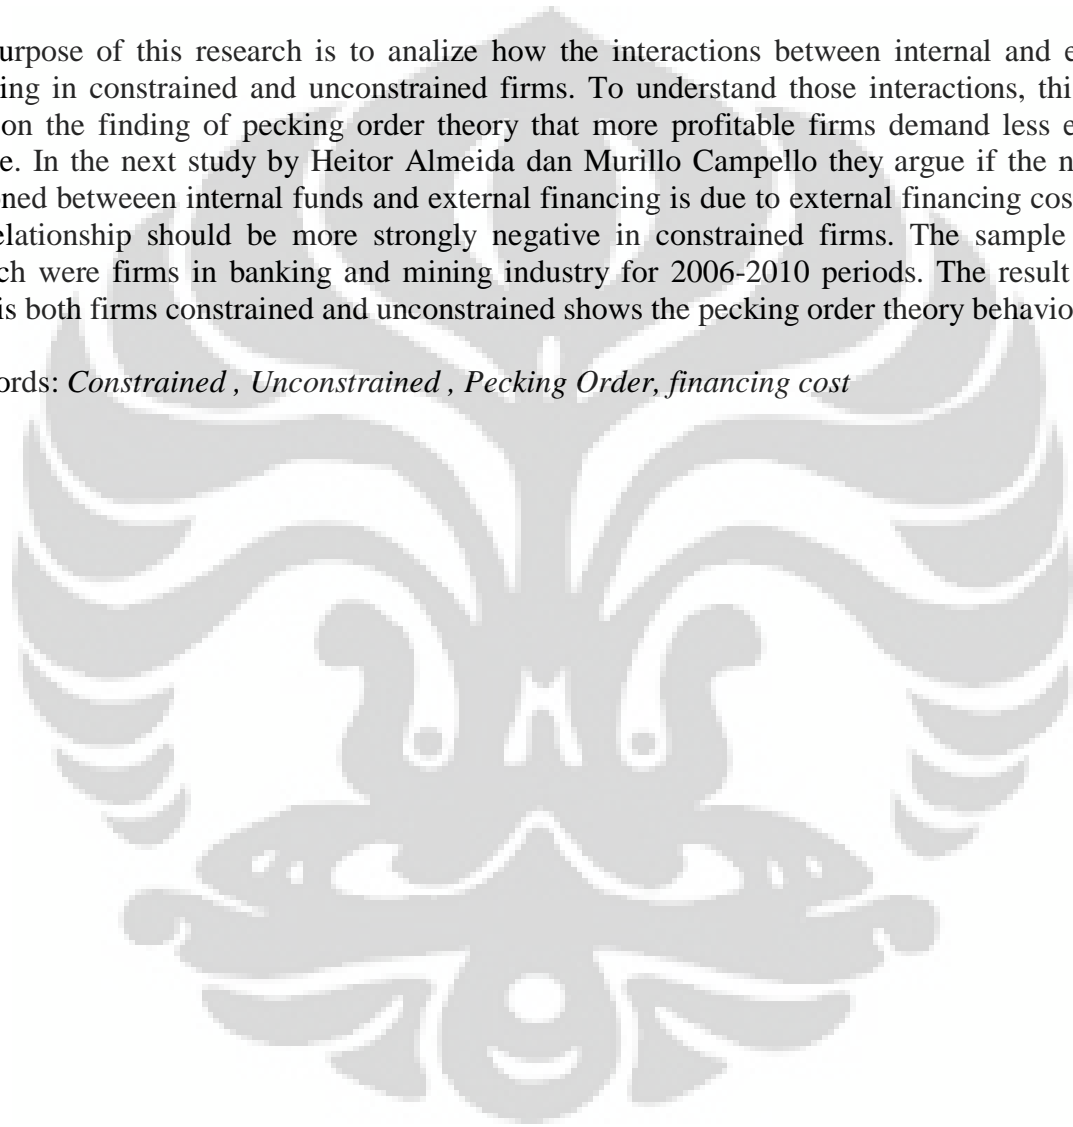 urpose of this research is to analize how the interactions between internal and e
ing in constrained and unconstrained firms. To understand those interactions, thi
on the finding of pecking order theory that more profitable firms demand less e
e. In the next study by Heitor Almeida dan Murillo Campello they argue if the n
oned betweeen internal funds and external financing is due to external financing cos
elationship should be more strongly negative in constrained firms. The sample
ch were firms in banking and mining industry for 2006-2010 periods. The result
is both firms constrained and unconstrained shows the pecking order theory behavio
ords: Constrained , Unconstrained , Pecking Order, financing cost